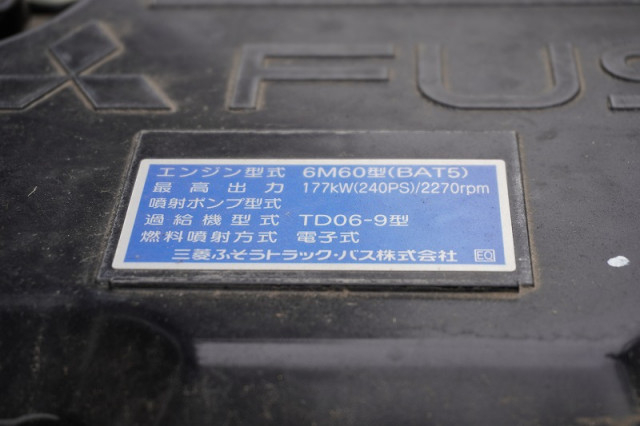 FUS
エンジン型式 6M60型(BAT5)
最高出力 177kW(240PS)/2270rpm
噴射ポンプ型式
過給機型式 TD06-9型
燃料噴射方式 電子式
三菱ふそうトラック・バス株式会社 EQ